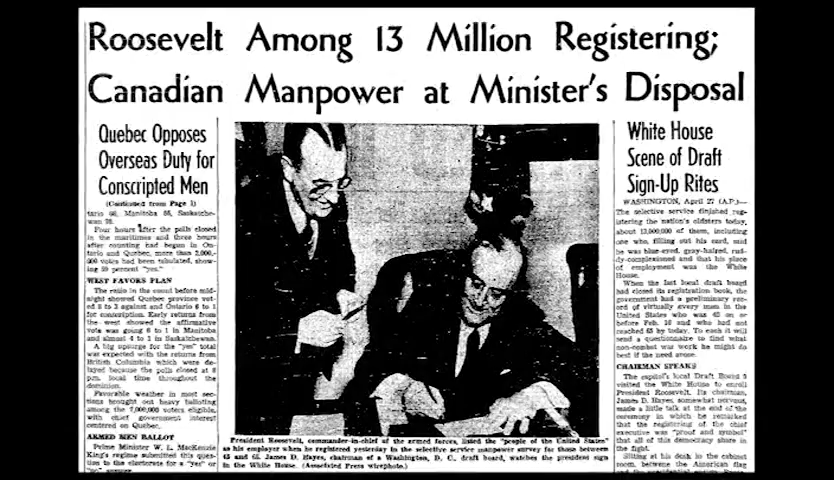 Roosevelt Among 13 Million Registering;
Canadian Manpower at Minister's Disposal
Quebec Opposes
Overseas Duty for
Conscripted Men
(Continued from Page 1)
tario 68, Manitoba 68, Saskatche-
wan 78.
Four hours after the polls closed
in the maritimes and three hours
after counting had begun in On-
tario and Quebec, more than 2,000,-
000 votes had been tabulated, show-
ing 59 percent "yes."
WEST FAVORS PLAN
The ratio in the count before mid-
night showed Quebec province vot-
ed 8 to 3 against and Ontario 6 to 1
for conscription. Early returns from
the west showed the affirmative
vote was going 6 to 1 in Manitoba
and almost 4 to 1 in Saskatchewan.
A big upsurge for the "yes" total
was expected with the returns from
British Columbia which were de-
layed because the polls closed at 8
p.m. local time throughout the
dominion.
Favorable weather in most sec-
tions brought out heavy balloting
among the 7,000,000 voters eligible,
with chief government interest
centered on Quebec.
ARMED MEN BALLOT
Prime Minister W. L. MacKenzie
King's regime submitted this ques-
tion to the electorate for a "yes" or
"no" answer
President Roosevelt, commander-in-chief of the armed forces, listed the "people of the United States"
as his employer when he registered yesterday in the selective service manpower survey for those between
45 and 65. James D. Hayes, chairman of a Washington, D. C. draft board, watches the president sign
in the White House. (Associated Press wirephoto.)
White House
Scene of Draft
Sign-Up Rites
WASHINGTON, April 27 (A.P.)—
The selective service finished reg-
istering the nation's oldsters today,
about 13,000,000 of them, including
one who, filling out his card, said
he was blue-eyed, gray-haired, rud-
dy-complexioned and that his place
of employment was the White
House.
When the last local draft board
had closed its registration book, the
government had a preliminary rec-
ord of virtually every man in the
United States who was 45 on or
before Feb. 16 and who had not
reached 65 by today. To each it will
send a questionnaire to find what
non-combat war work he might do
best if the need arose.
CHAIRMAN SPEAKS
The capital's local Draft Board 9
visited the White House to enroll
President Roosevelt. Its chairman,
James D. Hayes, somewhat nervous,
made a little talk at the end of the
ceremony in which he remarked
that the registering of the chief
executive was "proof and symbol"
that all of this democracy share in
the fight.
Sitting at his desk in the cabinet
room, between the American flag